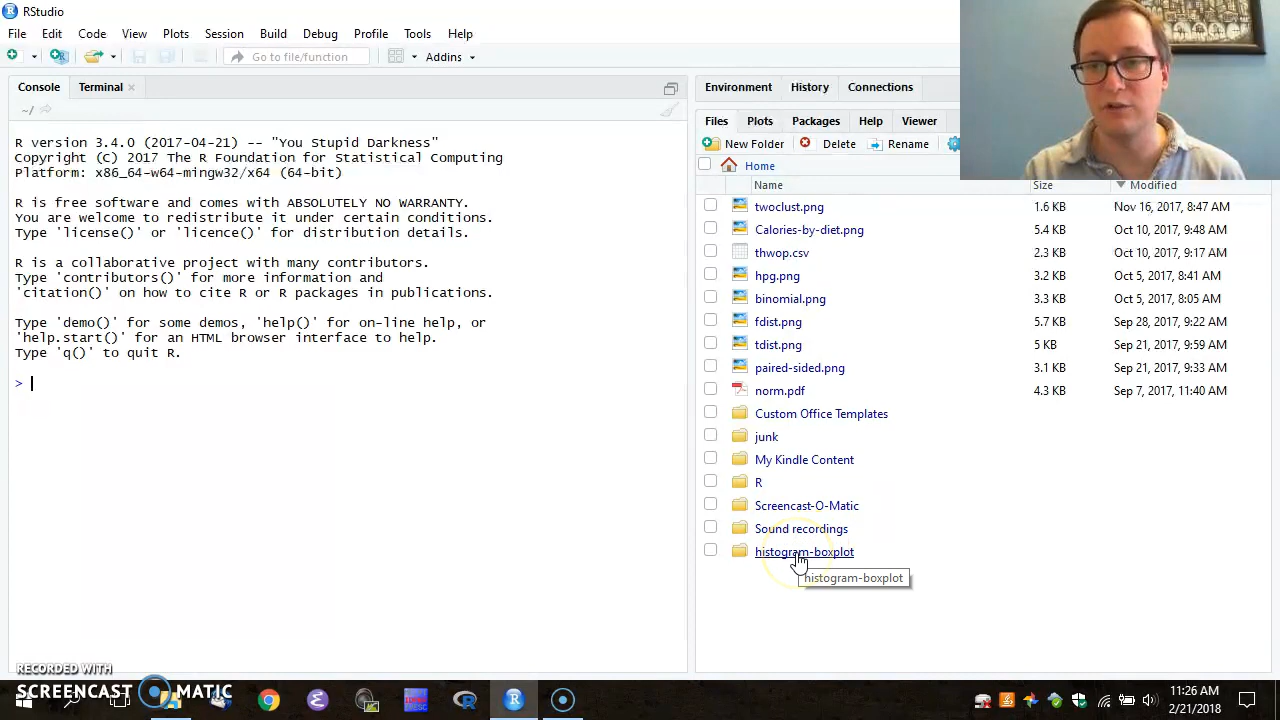 RStudio
File Edit Code View Plots Session Build Debug Profile Tools Help
Go to file/function Addins
Console Terminal
~/
R version 3.4.0 (2017-04-21) -- "You Stupid Darkness"
Copyright (C) 2017 The R Foundation for Statistical Computing
Platform: x86_64-w64-mingw32/x64 (64-bit)
R is free software and comes with ABSOLUTELY NO WARRANTY.
You are welcome to redistribute it under certain conditions.
Type 'license()' or 'licence()' for distribution details.
R is a collaborative project with many contributors.
Type 'contributors()' for more information and
'citation()' on how to cite R or R packages in publications.
Type 'demo()' for some demos, 'help()' for on-line help, or
'help.start()' for an HTML browser interface to help.
Type 'q()' to quit R.
>
Environment History Connections
Files Plots Packages Help Viewer
New Folder Delete Rename
Home
Name Size Modified
twoclust.png 1.6 KB Nov 16, 2017, 8:47 AM
Calories-by-diet.png 5.4 KB Oct 10, 2017, 9:48 AM
thwop.csv 2.3 KB Oct 10, 2017, 9:17 AM
hpg.png 3.2 KB Oct 5, 2017, 8:41 AM
binomial.png 3.3 KB Oct 5, 2017, 8:05 AM
fdist.png 5.7 KB Sep 28, 2017, 9:22 AM
tdist.png 5 KB Sep 21, 2017, 9:59 AM
paired-sided.png 3.1 KB Sep 21, 2017, 9:33 AM
norm.pdf 4.3 KB Sep 7, 2017, 11:40 AM
Custom Office Templates
junk
My Kindle Content
R
Screencast-O-Matic
Sound recordings
histogram-boxplot
histogram-boxplot
RECORDED WITH
SCREENCAST MATIC
11:26 AM
2/21/2018